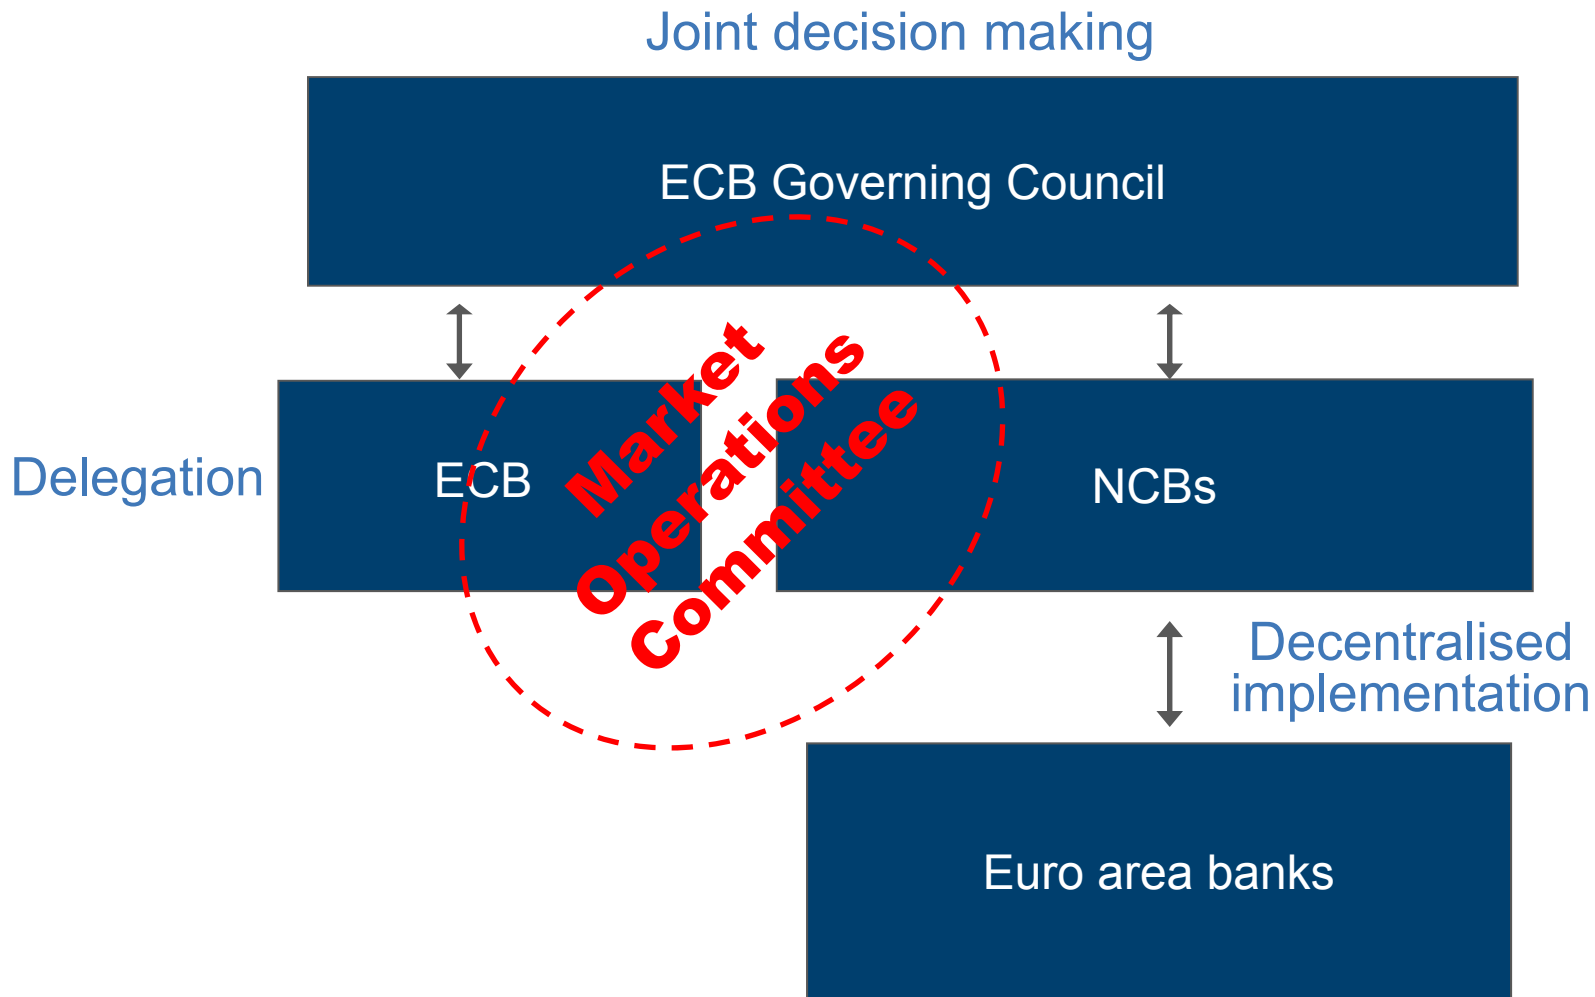 Joint decision making
ECB Governing Council
Market
Operations
Committee
Delegation
ECB
NCBs
Decentralised
implementation
Euro area banks